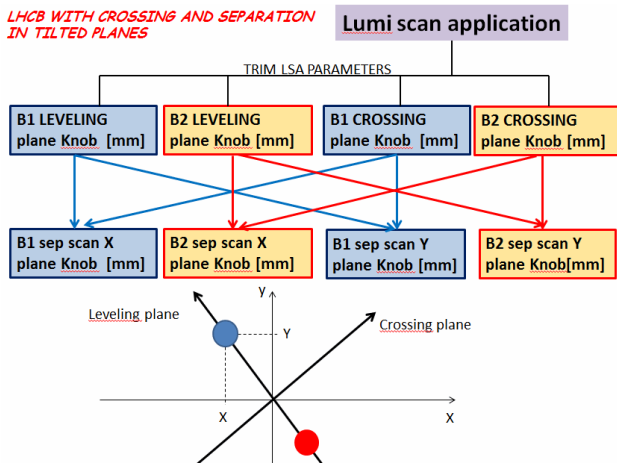 LHCB WITH CROSSING AND SEPARATION
IN TILTED PLANES
Lumi scan application
TRIM LSA PARAMETERS
B1 LEVELING
plane Knob [mm]
B2 LEVELING
plane Knob [mm]
B1 CROSSING
plane Knob [mm]
B2 CROSSING
plane Knob [mm]
B1 sep scan X
plane Knob [mm]
B2 sep scan X
plane Knob [mm]
B1 sep scan Y
plane Knob [mm]
B2 sep scan Y
plane Knob[mm]
y
Leveling plane
Crossing plane
Y
X
X